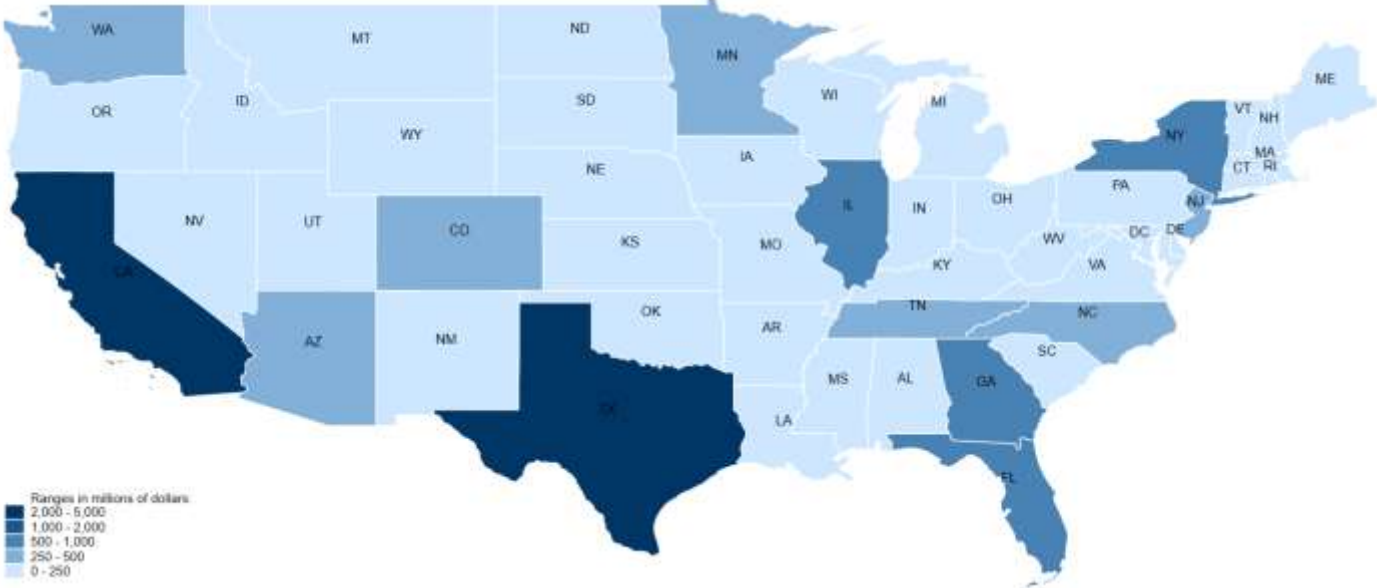 WA
MT
ND
MN
OR
ID
WY
SD
WI
MI
ME
VT
NH
NY
MA
CT
RI
NE
IA
PA
NJ
NV
UT
CO
KS
MO
IL
IN
OH
WV
DC
DE
VA
KY
AZ
NM
OK
AR
TN
NC
SC
MS
AL
GA
LA
TX
CA
FL
Ranges in millions of dollars
2,000 - 5,000
1,000 - 2,000
500 - 1,000
250 - 500
0 - 250